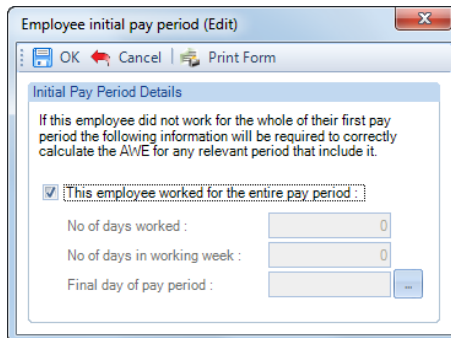 Employee initial pay period (Edit)
OK Cancel Print Form
Initial Pay Period Details
If this employee did not work for the whole of their first pay
period the following information will be required to correctly
calculate the AWE for any relevant period that include it.
This employee worked for the entire pay period :
No of days worked : 0
No of days in working week : 0
Final day of pay period : ...